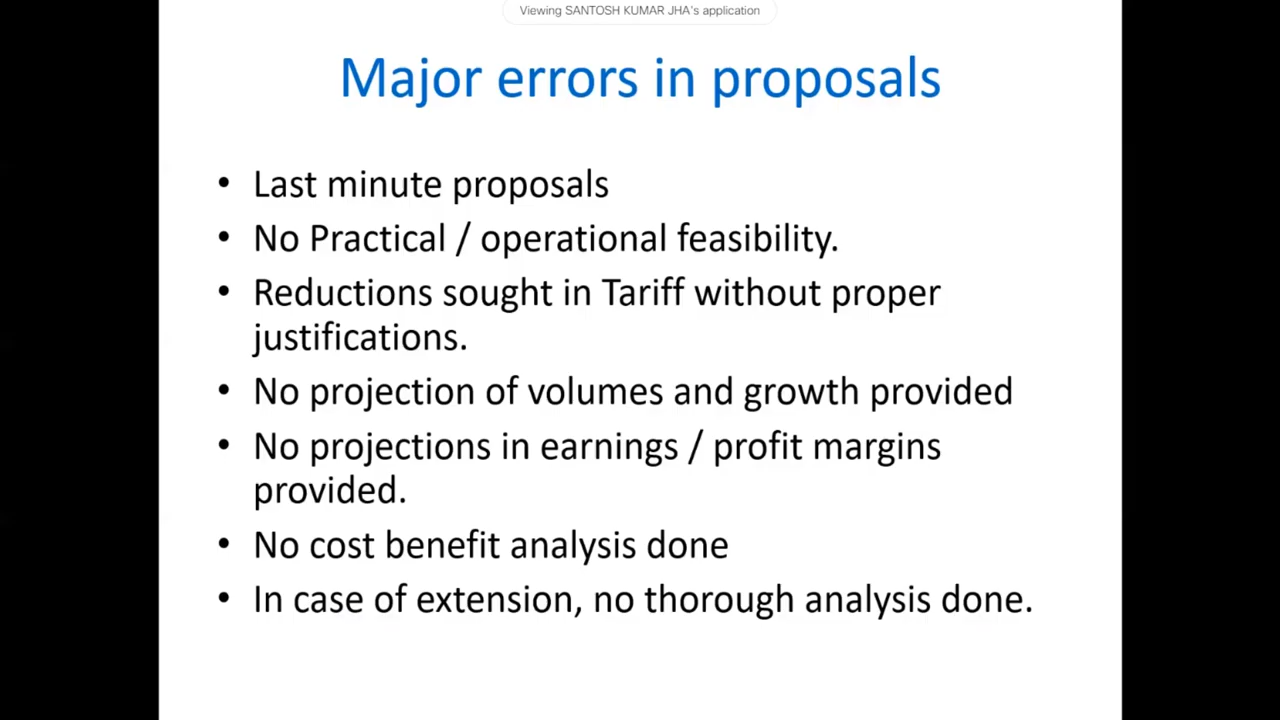 Viewing SANTOSH KUMAR JHA's application
Major errors in proposals
• Last minute proposals
• No Practical / operational feasibility.
• Reductions sought in Tariff without proper
justifications.
• No projection of volumes and growth provided
• No projections in earnings / profit margins
provided.
• No cost benefit analysis done
• In case of extension, no thorough analysis done.